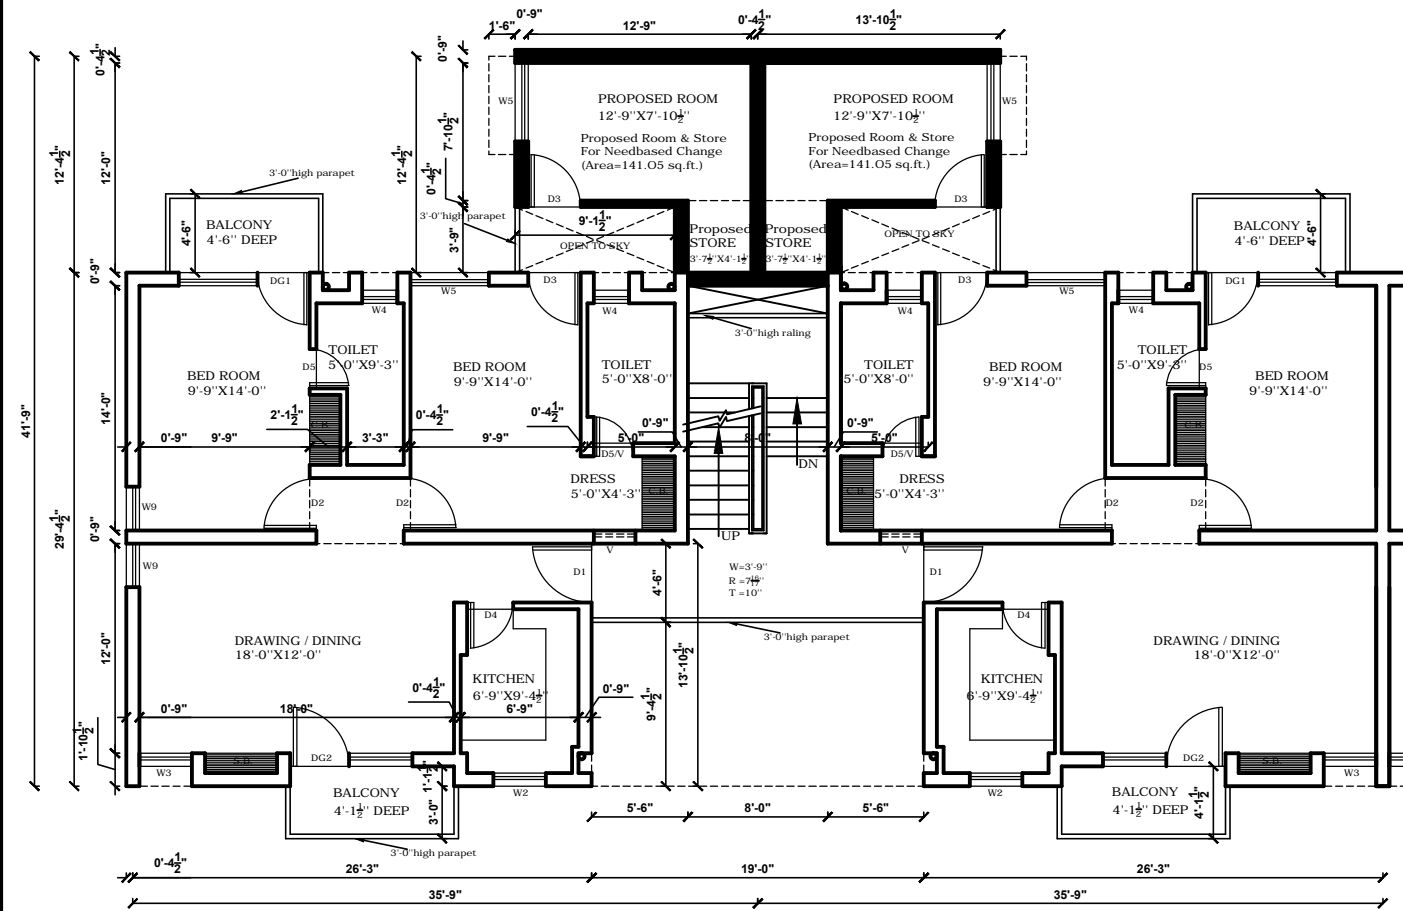 0'-9"
1'-6"
12'-9"
0'-4½"
13'-10½"
0'-4½"
0'-9"
W5
PROPOSED ROOM
12'-9"X7'-10½"
Proposed Room & Store
For Needbased Change
(Area=141.05 sq.ft.)
PROPOSED ROOM
12'-9"X7'-10½"
Proposed Room & Store
For Needbased Change
(Area=141.05 sq.ft.)
W5
12'-4½"
12'-0"
12'-4½"
7'-10½"
0'-4½"
3'-0"high parapet
D3
D3
3'-0"high parapet
9'-1½"
BALCONY
4'-6" DEEP
4'-6"
3'-9"
OPEN TO SKY
Proposed
STORE
3'-7½"X4'-1½"
Proposed
STORE
3'-7½"X4'-1½"
OPEN TO SKY
BALCONY
4'-6" DEEP
4'-6"
0'-9"
DG1
W5
D3
D3
W5
DG1
W4
W4
W4
W4
3'-0"high raling
TOILET
5'-0"X9'-3"
D5
BED ROOM
9'-9"X14'-0"
BED ROOM
9'-9"X14'-0"
TOILET
5'-0"X8'-0"
TOILET
5'-0"X8'-0"
BED ROOM
9'-9"X14'-0"
TOILET
5'-0"X9'-3"
D5
BED ROOM
9'-9"X14'-0"
41'-9"
14'-0"
2'-1½"
0'-4½"
0'-4½"
0'-9"
0'-9"
C.B.
C.B.
0'-9"
9'-9"
3'-3"
9'-9"
5'-0"
8'-0"
5'-0"
D5/V
D5/V
DN
DRESS
5'-0"X4'-3"
C.B.
C.B.
DRESS
5'-0"X4'-3"
W9
D2
D2
D2
D2
29'-4½"
0'-9"
UP
V
V
W9
D1
4'-6"
W=3'-9"
R =7
T =10"
D1
D4
D4
3'-0"high parapet
12'-0"
DRAWING / DINING
18'-0"X12'-0"
13'-10½"
DRAWING / DINING
18'-0"X12'-0"
KITCHEN
6'-9"X9'-4½"
KITCHEN
6'-9"X9'-4½"
0'-4½"
0'-9"
9'-4½"
0'-9"
18'-0"
6'-9"
1'-10½"
W3
S.D.
DG2
DG2
S.D.
W3
1'-1½"
W2
W2
BALCONY
4'-1½" DEEP
3'-0"
BALCONY
4'-1½" DEEP
4'-1½"
5'-6"
8'-0"
5'-6"
3'-0"high parapet
0'-4½"
26'-3"
19'-0"
26'-3"
35'-9"
35'-9"